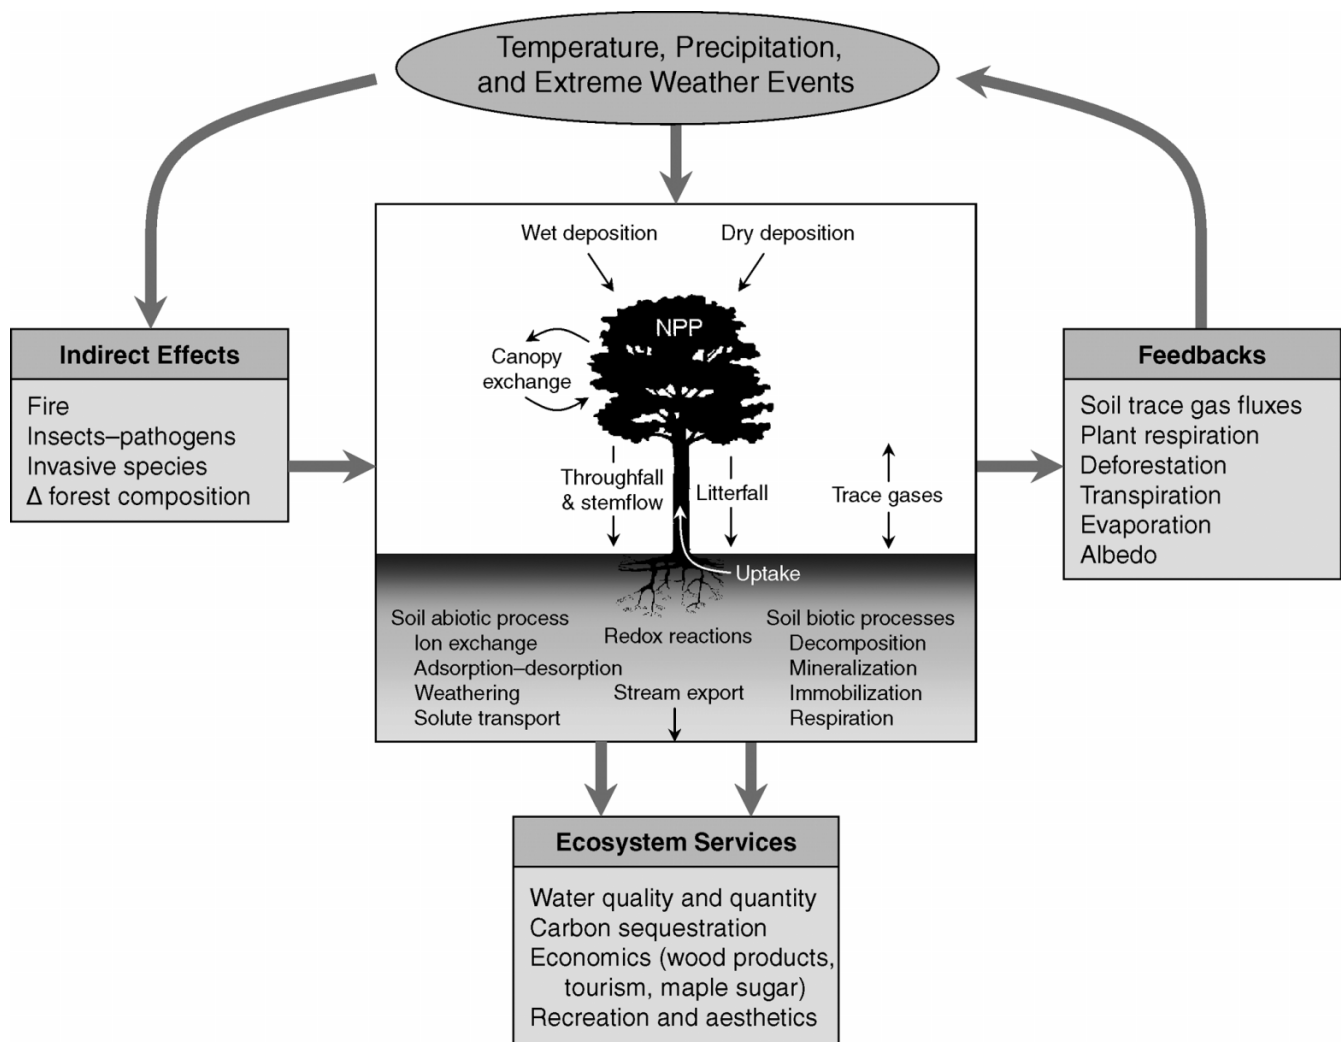 Temperature, Precipitation,
and Extreme Weather Events
Wet deposition
Dry deposition
NPP
Canopy
exchange
Throughfall
& stemflow
Litterfall
Trace gases
Uptake
Soil abiotic process
Ion exchange
Adsorption–desorption
Weathering
Solute transport
Redox reactions
Stream export
Soil biotic processes
Decomposition
Mineralization
Immobilization
Respiration
Indirect Effects
Fire
Insects–pathogens
Invasive species
Δ forest composition
Feedbacks
Soil trace gas fluxes
Plant respiration
Deforestation
Transpiration
Evaporation
Albedo
Ecosystem Services
Water quality and quantity
Carbon sequestration
Economics (wood products,
tourism, maple sugar)
Recreation and aesthetics